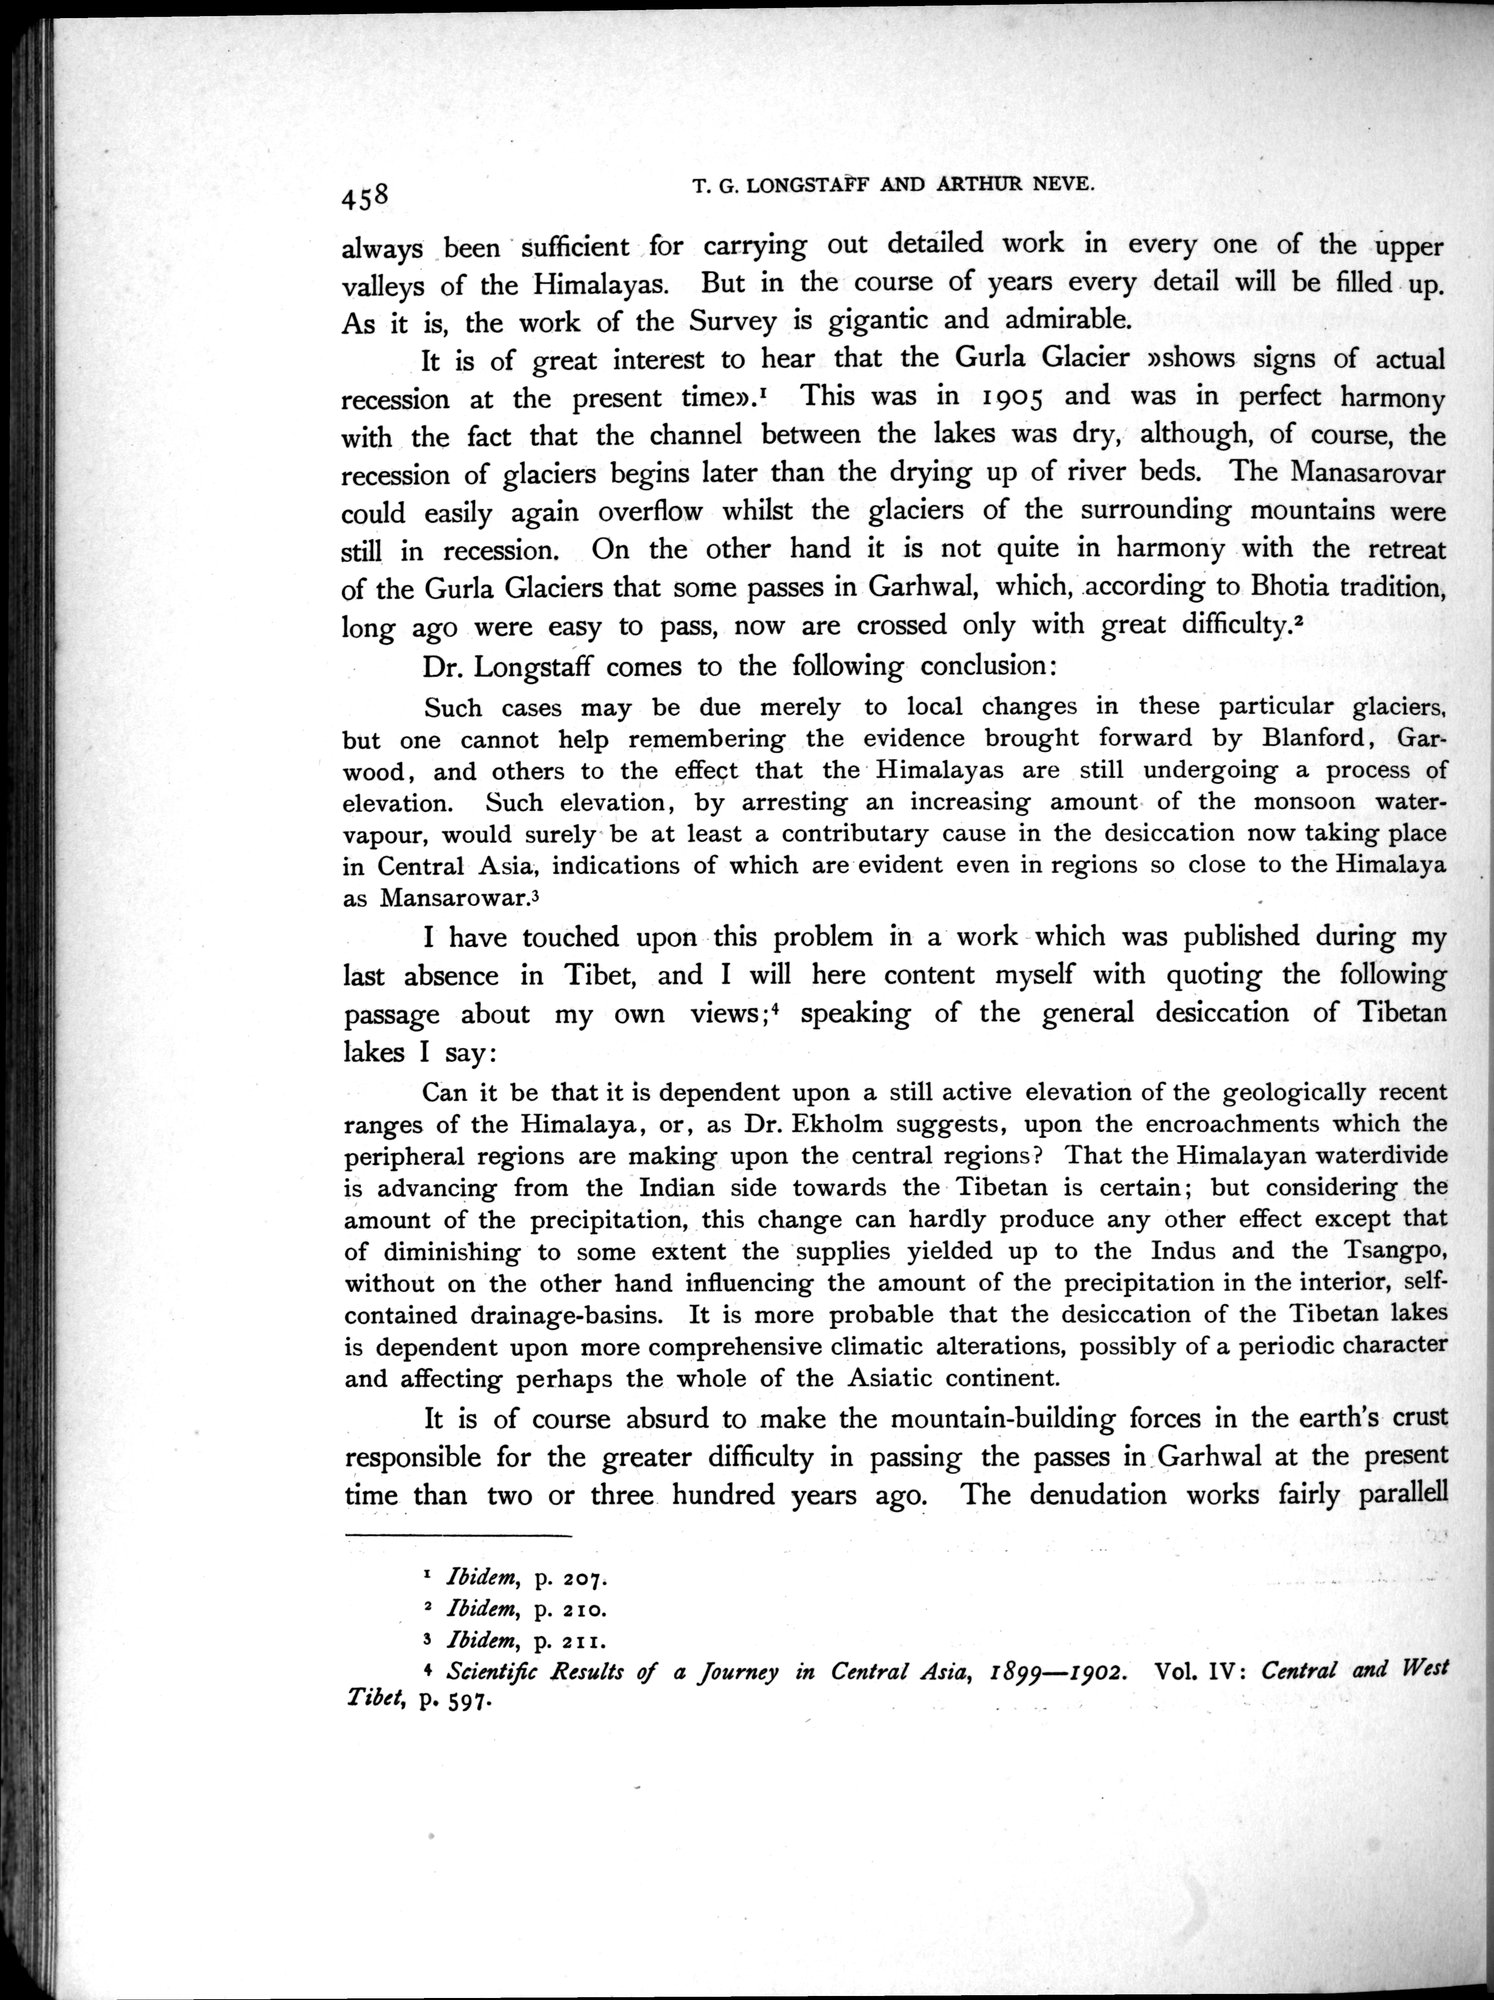 458
T. G. LONGSTAFF AND ARTHUR NEVE.
always been sufficient for carrying out detailed work in every one of the upper
valleys of the Himalayas. But in the course of years every detail will be filled up.
As it is, the work of the Survey is gigantic and admirable.
It is of great interest to hear that the Gurla Glacier »shows signs of actual
recession at the present time».¹ This was in 1905 and was in perfect harmony
with the fact that the channel between the lakes was dry, although, of course, the
recession of glaciers begins later than the drying up of river beds. The Manasarovar
could easily again overflow whilst the glaciers of the surrounding mountains were
still in recession. On the other hand it is not quite in harmony with the retreat
of the Gurla Glaciers that some passes in Garhwal, which, according to Bhotia tradition,
long ago were easy to pass, now are crossed only with great difficulty.²
Dr. Longstaff comes to the following conclusion:
Such cases may be due merely to local changes in these particular glaciers,
but one cannot help remembering the evidence brought forward by Blanford, Gar-
wood, and others to the effect that the Himalayas are still undergoing a process of
elevation. Such elevation, by arresting an increasing amount of the monsoon water-
vapour, would surely be at least a contributary cause in the desiccation now taking place
in Central Asia, indications of which are evident even in regions so close to the Himalaya
as Mansarowar.³
I have touched upon this problem in a work which was published during my
last absence in Tibet, and I will here content myself with quoting the following
passage about my own views;⁴ speaking of the general desiccation of Tibetan
lakes I say:
Can it be that it is dependent upon a still active elevation of the geologically recent
ranges of the Himalaya, or, as Dr. Ekholm suggests, upon the encroachments which the
peripheral regions are making upon the central regions? That the Himalayan waterdivide
is advancing from the Indian side towards the Tibetan is certain; but considering the
amount of the precipitation, this change can hardly produce any other effect except that
of diminishing to some extent the supplies yielded up to the Indus and the Tsangpo,
without on the other hand influencing the amount of the precipitation in the interior, self-
contained drainage-basins. It is more probable that the desiccation of the Tibetan lakes
is dependent upon more comprehensive climatic alterations, possibly of a periodic character
and affecting perhaps the whole of the Asiatic continent.
It is of course absurd to make the mountain-building forces in the earth's crust
responsible for the greater difficulty in passing the passes in Garhwal at the present
time than two or three hundred years ago. The denudation works fairly parallell
¹ Ibidem, p. 207.
² Ibidem, p. 210.
³ Ibidem, p. 211.
⁴ Scientific Results of a Journey in Central Asia, 1899—1902. Vol. IV: Central and West
Tibet, p. 597.